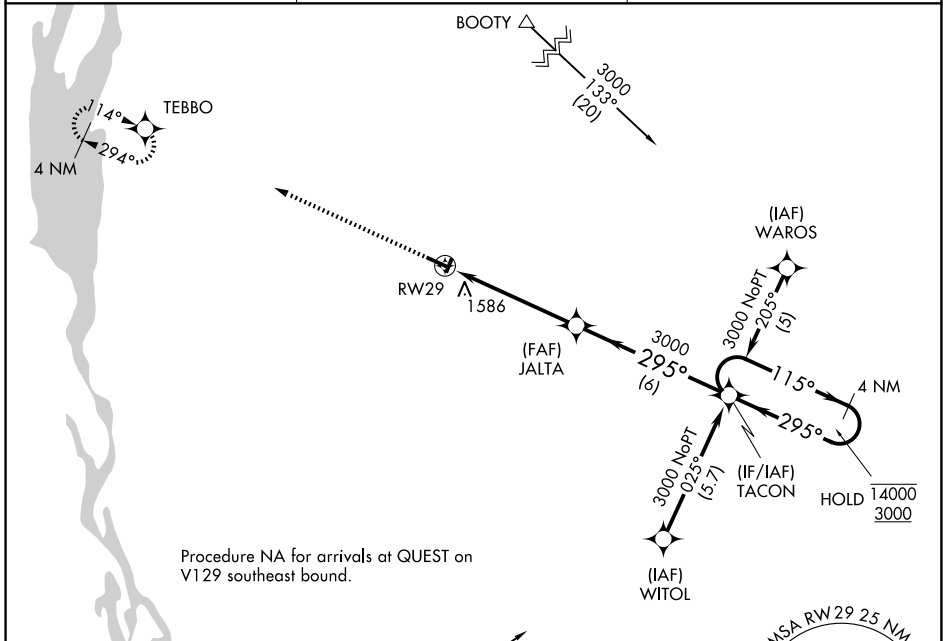 BOOTY
3000
133°
(20)
114°
TEBBO
294°
4 NM
(IAF)
WAROS
3000 NoPT
205°
(5)
RW29
1586
(FAF)
JALTA
3000
295°
(6)
115°
4 NM
295°
(IF/IAF)
TACON
HOLD
14000
3000
3000 NoPT
025°
(5.7)
(IAF)
WITOL
Procedure NA for arrivals at QUEST on
V129 southeast bound.
MSA RW29 25 NM